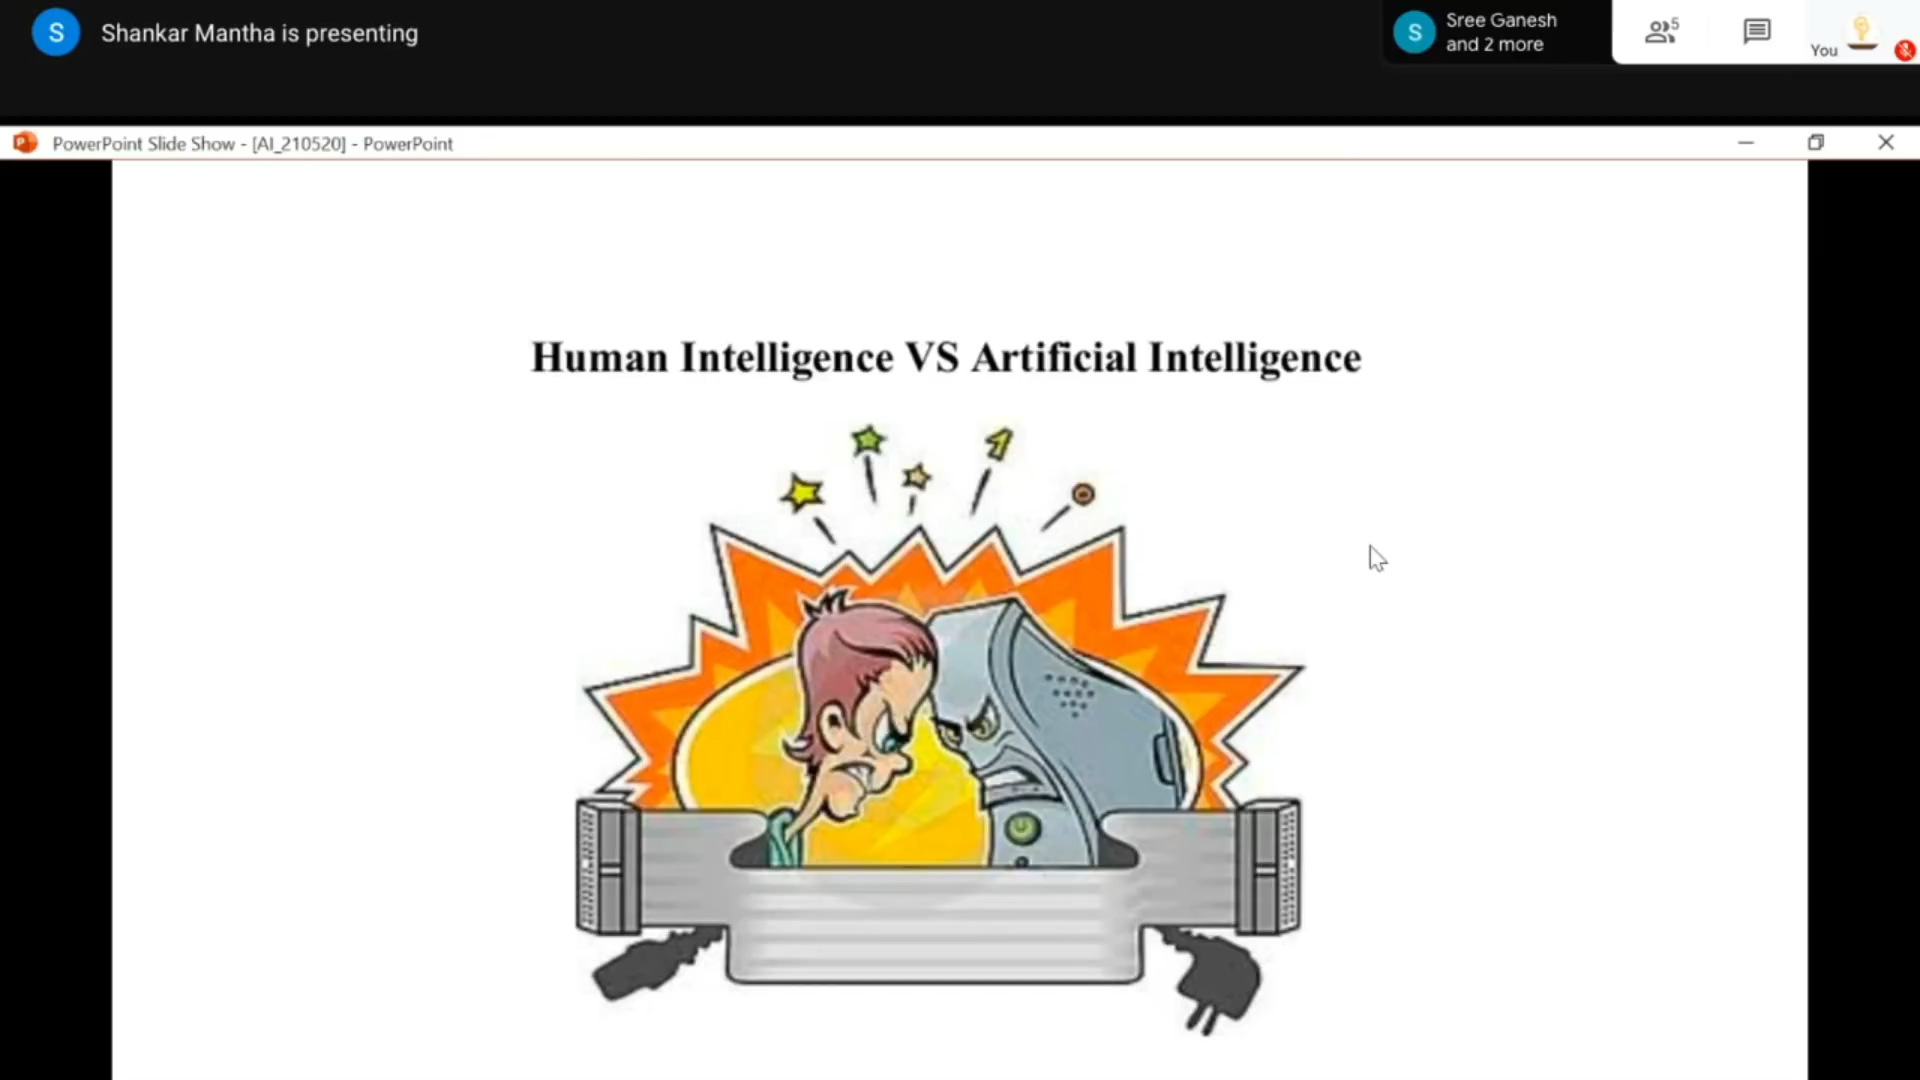 S
Shankar Mantha is presenting
S
Sree Ganesh
and 2 more
5
You
PowerPoint Slide Show - [AI_210520] - PowerPoint
Human Intelligence VS Artificial Intelligence